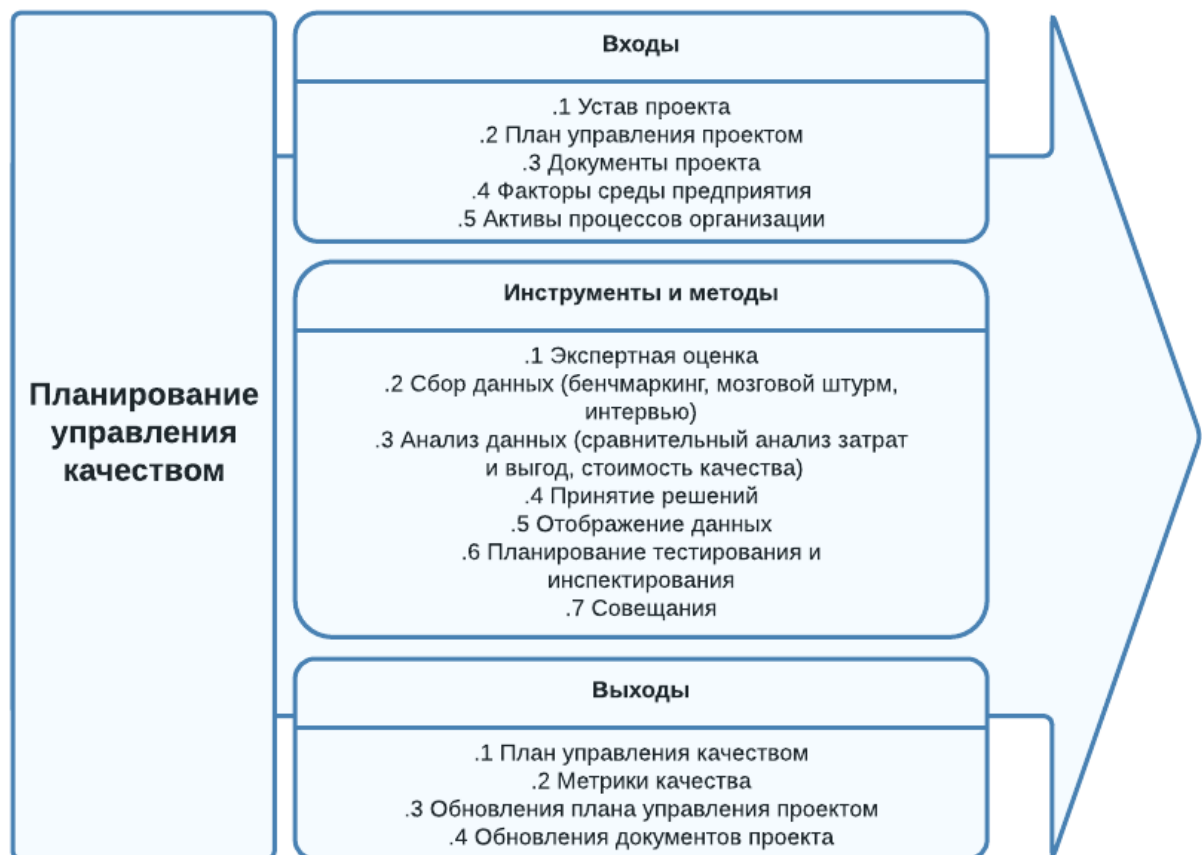 Планирование
управления
качеством
Входы
.1 Устав проекта
.2 План управления проектом
.3 Документы проекта
.4 Факторы среды предприятия
.5 Активы процессов организации
Инструменты и методы
.1 Экспертная оценка
.2 Сбор данных (бенчмаркинг, мозговой штурм,
интервью)
.3 Анализ данных (сравнительный анализ затрат
и выгод, стоимость качества)
.4 Принятие решений
.5 Отображение данных
.6 Планирование тестирования и
инспектирования
.7 Совещания
Выходы
.1 План управления качеством
.2 Метрики качества
.3 Обновления плана управления проектом
.4 Обновления документов проекта